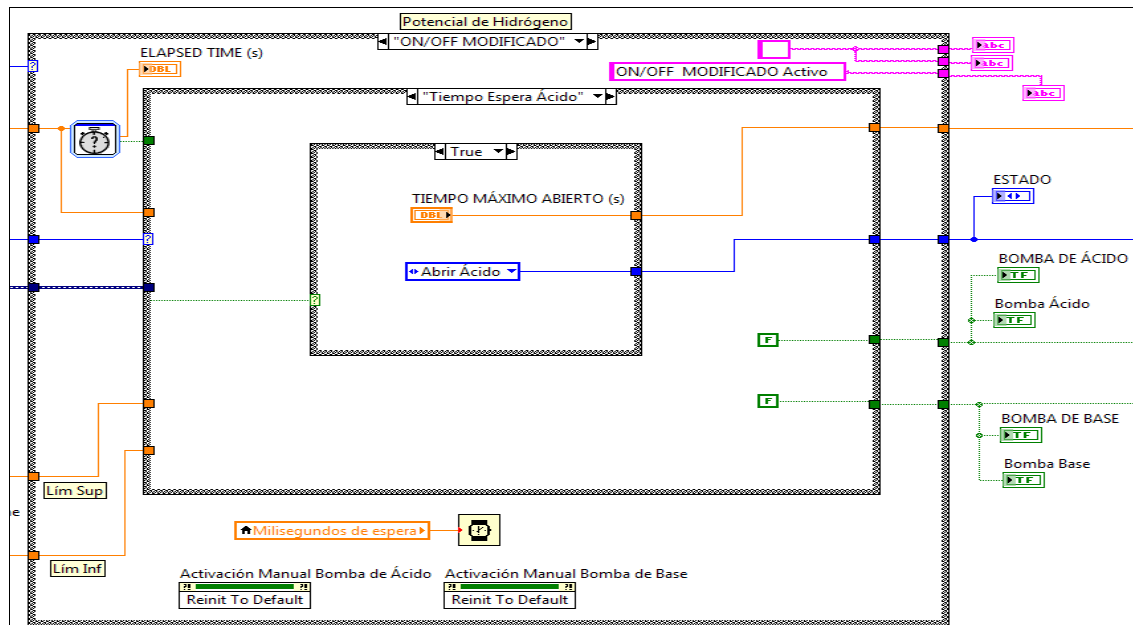 Potencial de Hidrógeno
"ON/OFF MODIFICADO"
ELAPSED TIME (s)
DBL
abc
abc
ON/OFF  MODIFICADO Activo
abc
"Tiempo Espera Ácido"
True
TIEMPO MÁXIMO ABIERTO (s)
DBL
ESTADO
Abrir Ácido
BOMBA DE ÁCIDO
TF
Bomba Ácido
TF
F
F
BOMBA DE BASE
TF
Bomba Base
TF
Lím Sup
e
Milisegundos de espera
Lím Inf
Activación Manual Bomba de Ácido
Activación Manual Bomba de Base
?! ?!
?! ?!
Reinit To Default
Reinit To Default